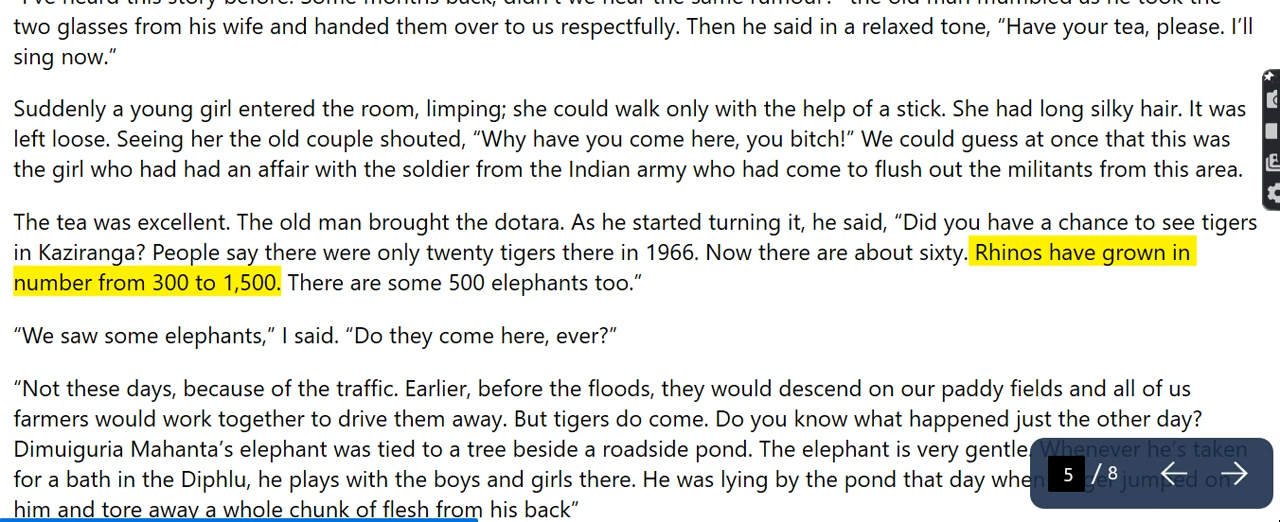 two glasses from his wife and handed them over to us respectfully. Then he said in a relaxed tone, “Have your tea, please. I’ll
sing now.”
Suddenly a young girl entered the room, limping; she could walk only with the help of a stick. She had long silky hair. It was
left loose. Seeing her the old couple shouted, “Why have you come here, you bitch!” We could guess at once that this was
the girl who had had an affair with the soldier from the Indian army who had come to flush out the militants from this area.
The tea was excellent. The old man brought the dotara. As he started turning it, he said, “Did you have a chance to see tigers
in Kaziranga? People say there were only twenty tigers there in 1966. Now there are about sixty. Rhinos have grown in
number from 300 to 1,500. There are some 500 elephants too.”
“We saw some elephants,” I said. “Do they come here, ever?”
“Not these days, because of the traffic. Earlier, before the floods, they would descend on our paddy fields and all of us
farmers would work together to drive them away. But tigers do come. Do you know what happened just the other day?
Dimuiguria Mahanta’s elephant was tied to a tree beside a roadside pond. The elephant is very gentle. Whenever he’s taken
for a bath in the Diphlu, he plays with the boys and girls there. He was lying by the pond that day when jumped on
him and tore away a whole chunk of flesh from his back”
5 / 8